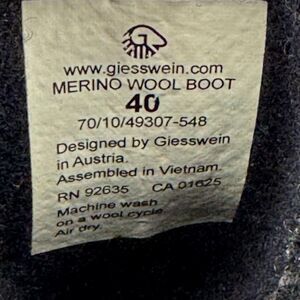 www.giesswein.com
MERINO WOOL BOOT
40
70/10/49307-548
Designed by Giesswein
in Austria.
Assembled in Vietnam.
RN 92635 CA 01625
Machine wash
on a wool cycle.
Air dry.